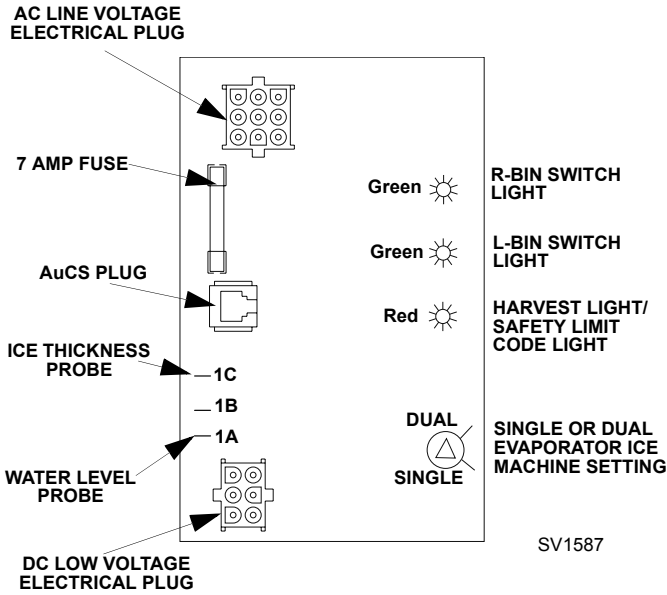 AC LINE VOLTAGE
ELECTRICAL PLUG
7 AMP FUSE
Green
R-BIN SWITCH
LIGHT
Green
L-BIN SWITCH
LIGHT
AuCS PLUG
Red
HARVEST LIGHT/
SAFETY LIMIT
CODE LIGHT
ICE THICKNESS
PROBE
1C
1B
1A
WATER LEVEL
PROBE
DUAL
SINGLE
SINGLE OR DUAL
EVAPORATOR ICE
MACHINE SETTING
DC LOW VOLTAGE
ELECTRICAL PLUG
SV1587